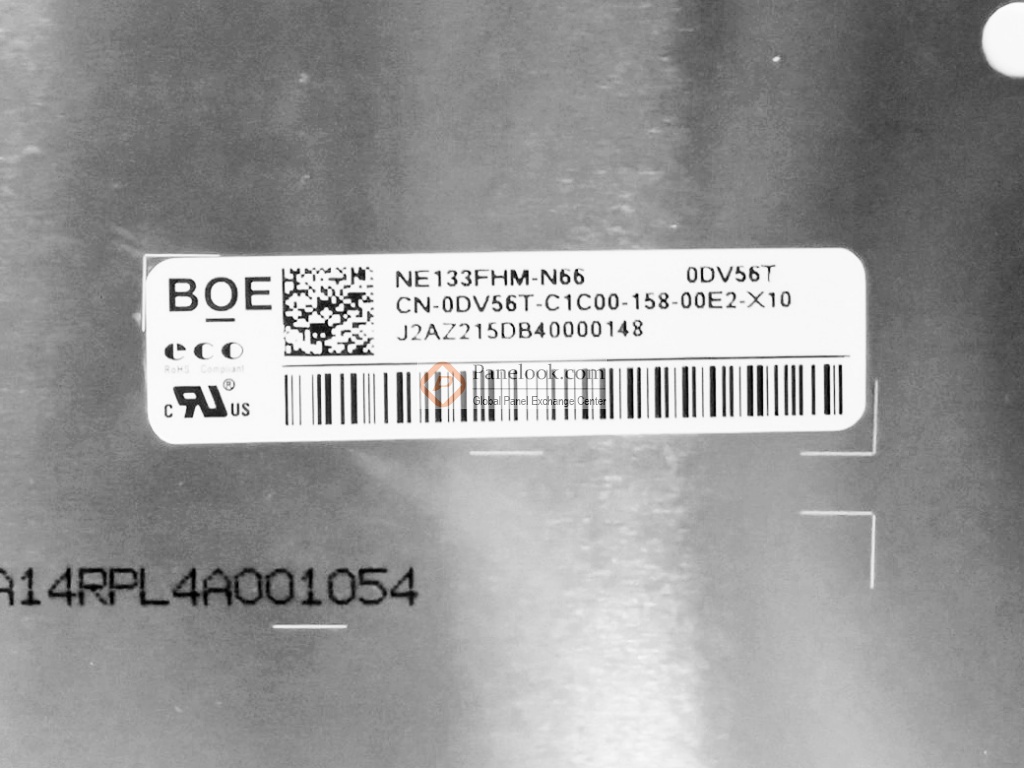 BOE
NE133FHM-N66 0DV56T
CN-0DV56T-C1C00-158-00E2-X10
J2AZ215DB40000148
eco
RoHS Compliant
C RU ® US
Panelook.com
Global Panel Exchange Center
A14RPL4A001054